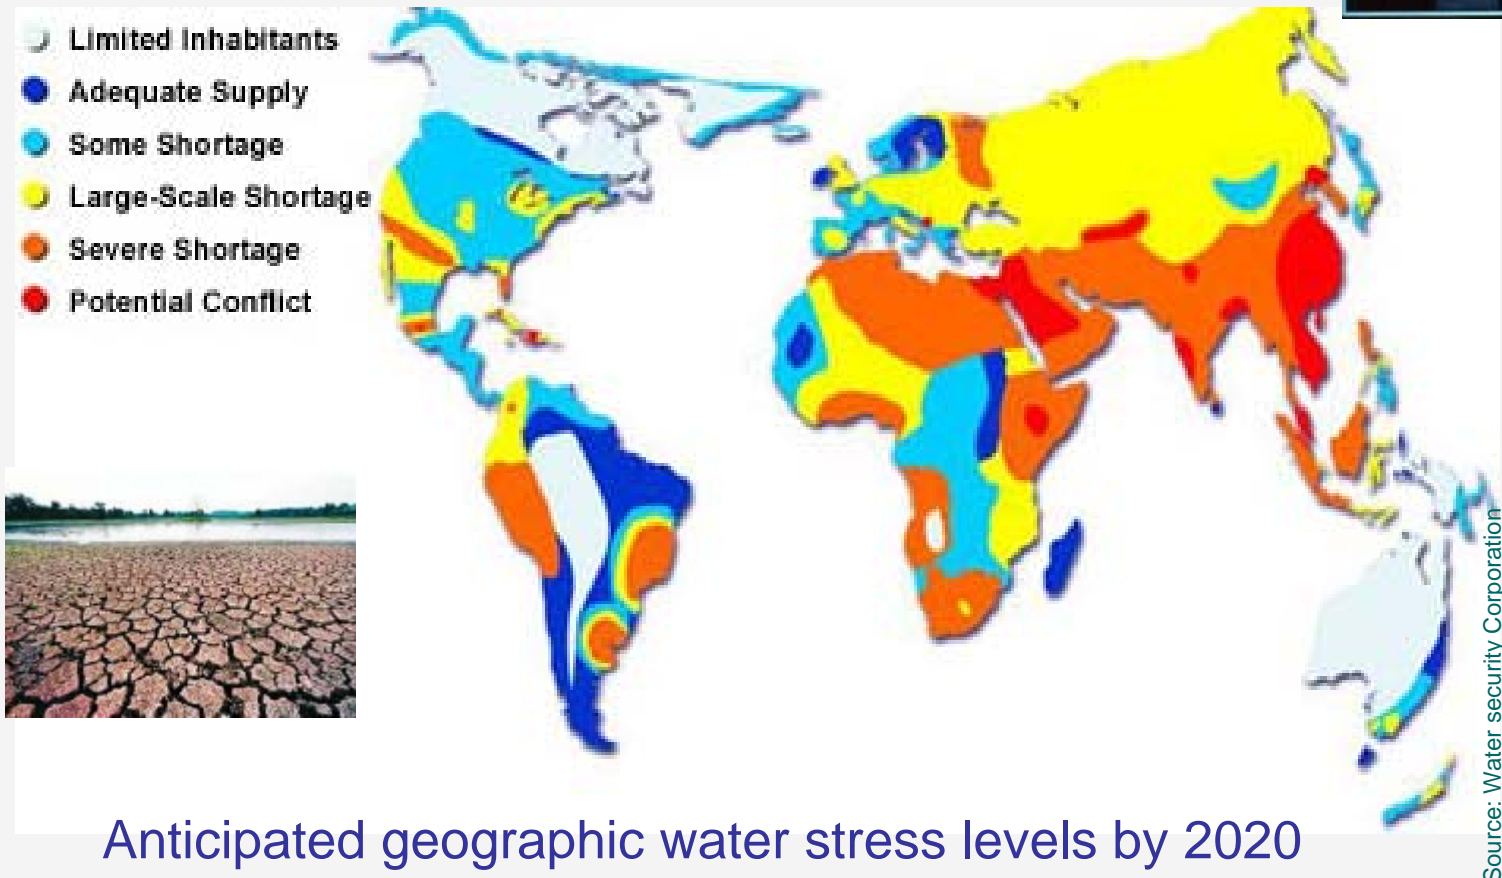 Limited Inhabitants
Adequate Supply
Some Shortage
Large-Scale Shortage
Severe Shortage
Potential Conflict
Source: Water security Corporation
Anticipated geographic water stress levels by 2020